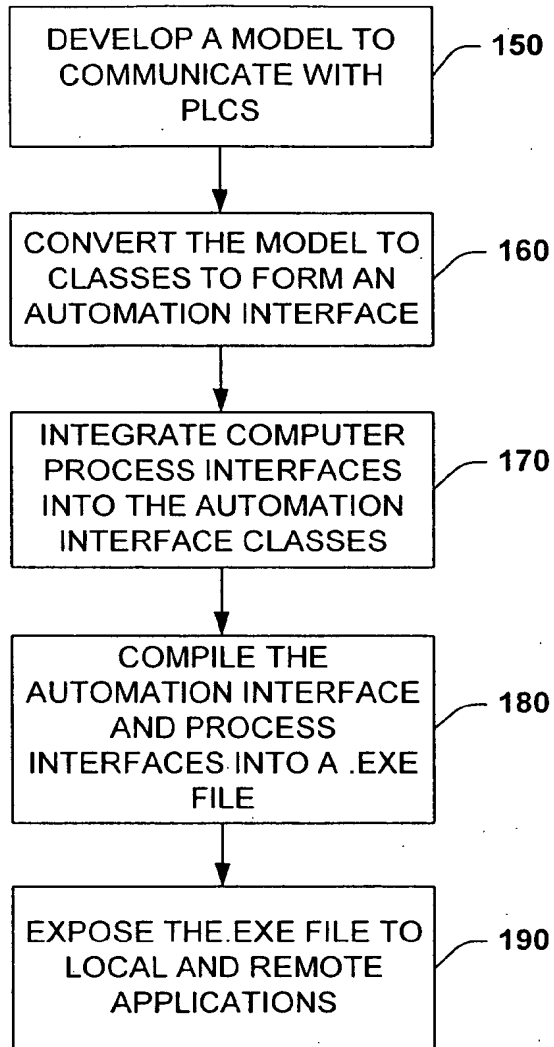 DEVELOP A MODEL TO
COMMUNICATE WITH
PLCS
150
CONVERT THE MODEL TO
CLASSES TO FORM AN
AUTOMATION INTERFACE
160
INTEGRATE COMPUTER
PROCESS INTERFACES
INTO THE AUTOMATION
INTERFACE CLASSES
170
COMPILE THE
AUTOMATION INTERFACE
AND PROCESS
INTERFACES INTO A .EXE
FILE
180
EXPOSE THE.EXE FILE TO
LOCAL AND REMOTE
APPLICATIONS
190